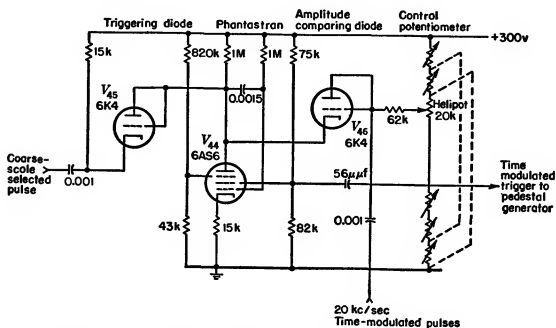 Triggering diode
Phantastran
Amplitude
comparing diode
Control
potentiometer
+300v
15k
820k
1M
1M
75k
0.0015
V45
6K4
V46
6K4
62k
Helipot
20k
V44
6AS6
Coarse-
scole
selected
pulse
0.001
56μμf
Time
modulated
trigger to
pedestal
generator
43k
15k
82k
0.001
20 kc/sec
Time-modulated pulses